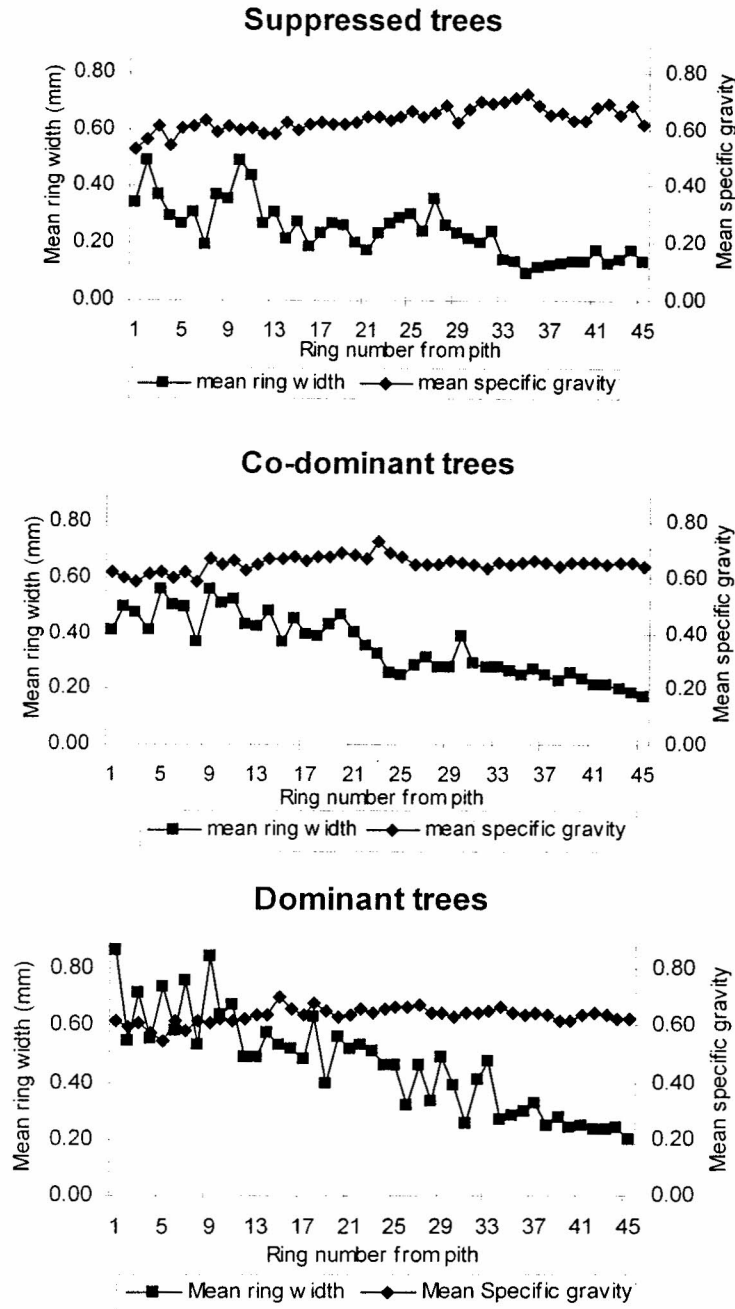 Suppressed trees
Mean ring width (mm)
0.80
0.60
0.40
0.20
0.00
0.80
0.60
0.40
0.20
0.00
Mean specific gravity
1 5 9 13 17 21 25 29 33 37 41 45
Ring number from pith
mean ring width mean specific gravity
Co-dominant trees
Mean ring width (mm)
0.80
0.60
0.40
0.20
0.00
0.80
0.60
0.40
0.20
0.00
Mean specific gravity
1 5 9 13 17 21 25 29 33 37 41 45
Ring number from pith
mean ring width mean specific gravity
Dominant trees
Mean ring width (mm)
0.80
0.60
0.40
0.20
0.00
0.80
0.60
0.40
0.20
0.00
Mean specific gravity
1 5 9 13 17 21 25 29 33 37 41 45
Ring number from pith
Mean ring width Mean Specific gravity